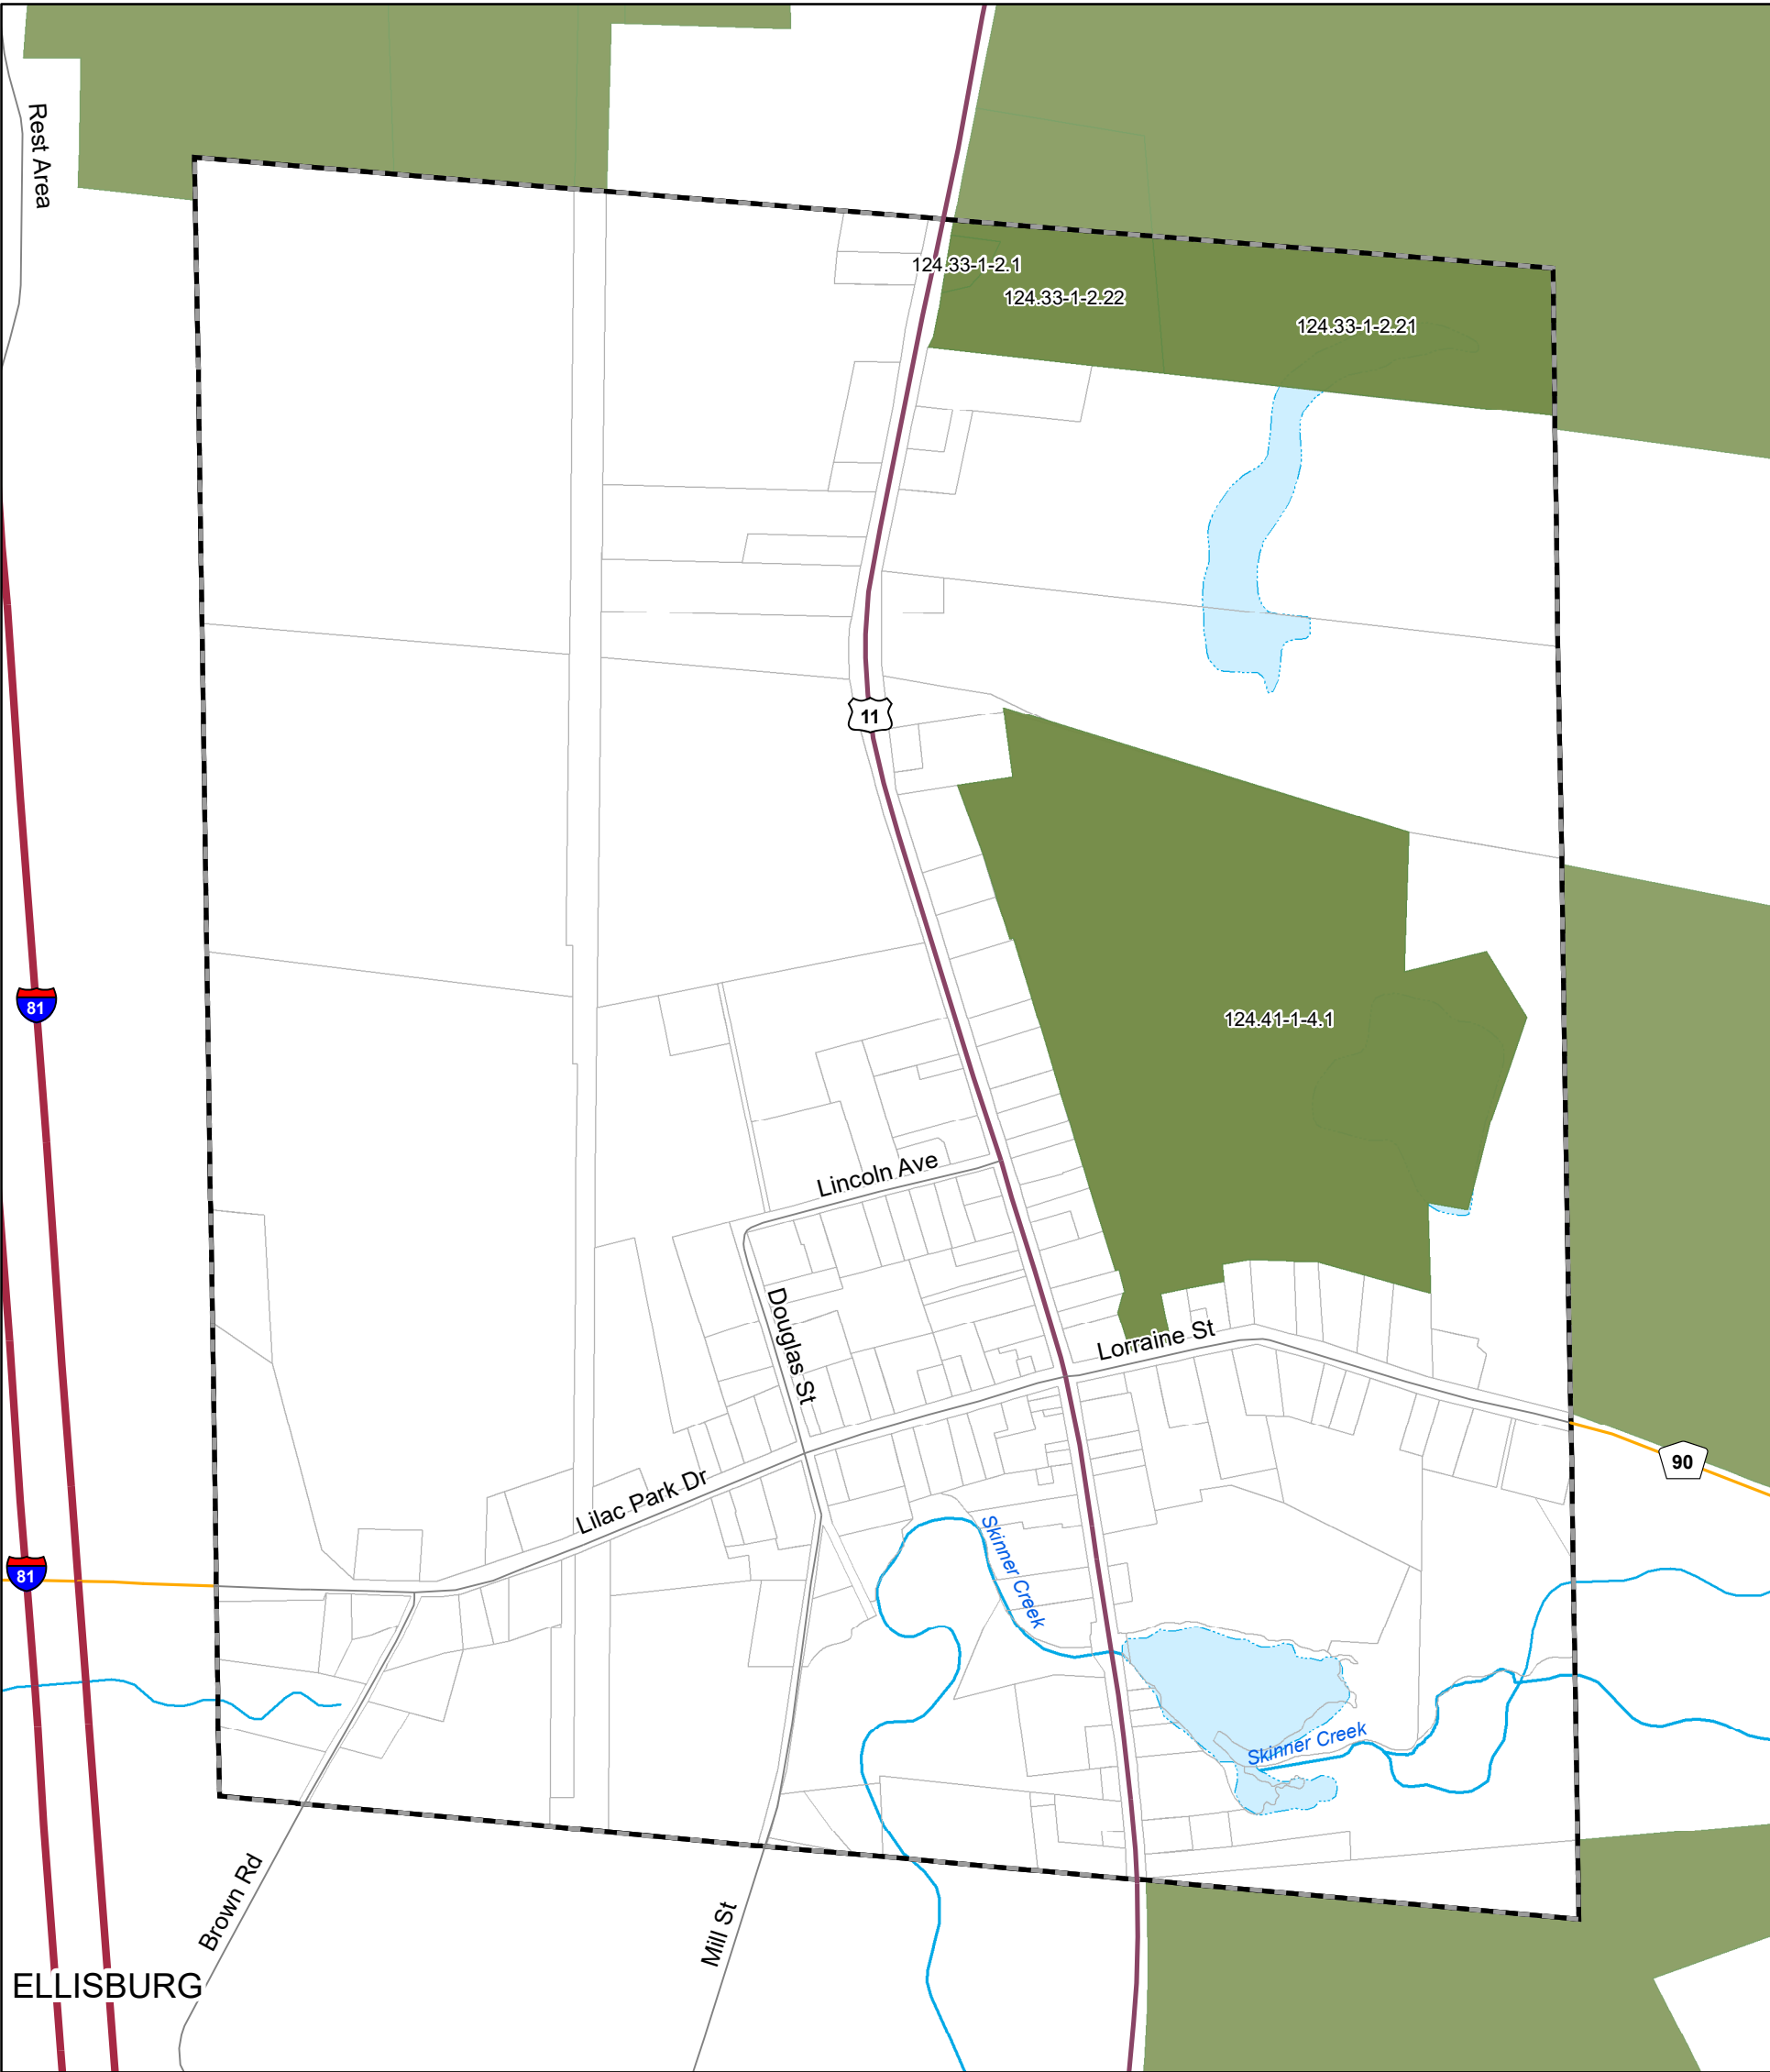 Rest Area
124.33-1-2.1
124.33-1-2.22
124.33-1-2.21
11
81
124.41-1-4.1
Lincoln Ave
Douglas St
Lorraine St
90
Lilac Park Dr
81
Skinner Creek
Skinner Creek
Brown Rd
Mill St
ELLISBURG